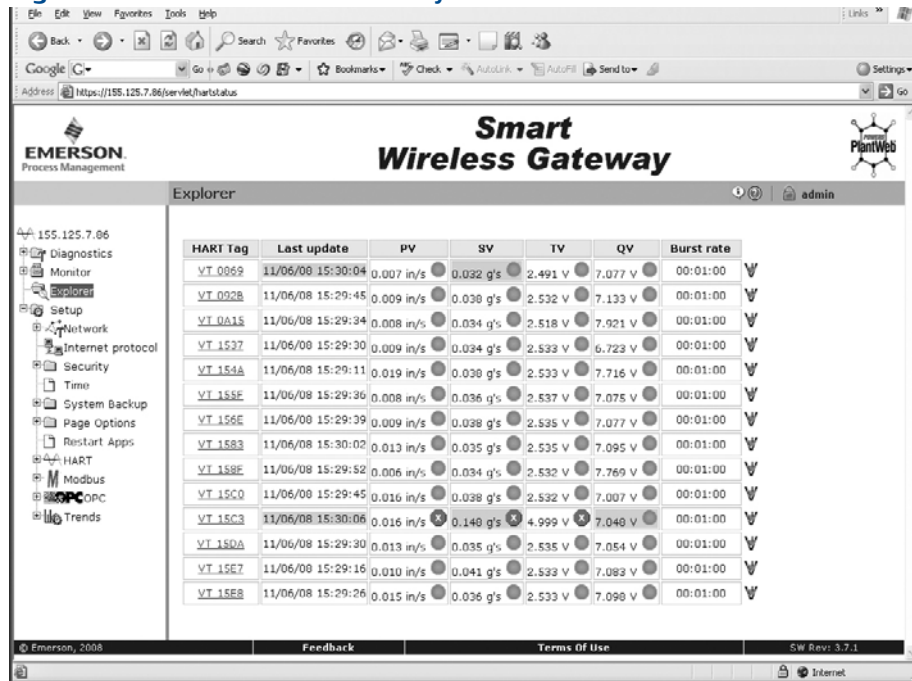 File Edit View Favorites Tools Help Links »
Back Search Favorites
Google G Go Bookmarks Check AutoLink AutoFill Send to Settings
Address https://155.125.7.86/servlet/hartstatus Go
EMERSON.
Process Management
Smart
Wireless Gateway
POWERING
PlantWeb
Explorer admin
155.125.7.86
Diagnostics
Monitor
Explorer
Setup
Network
Internet protocol
Security
Time
System Backup
Page Options
Restart Apps
HART
Modbus
OPC OPC
Trends
HART Tag Last update PV SV TV QV Burst rate
VT 0869 11/06/08 15:30:04 0.007 in/s 0.032 g's 2.491 V 7.077 V 00:01:00
VT 092B 11/06/08 15:29:45 0.009 in/s 0.038 g's 2.532 V 7.133 V 00:01:00
VT 0A15 11/06/08 15:29:34 0.008 in/s 0.034 g's 2.518 V 7.921 V 00:01:00
VT 1537 11/06/08 15:29:30 0.009 in/s 0.034 g's 2.533 V 6.723 V 00:01:00
VT 154A 11/06/08 15:29:11 0.019 in/s 0.038 g's 2.533 V 7.716 V 00:01:00
VT 155F 11/06/08 15:29:36 0.008 in/s 0.036 g's 2.537 V 7.075 V 00:01:00
VT 156E 11/06/08 15:29:39 0.009 in/s 0.038 g's 2.535 V 7.077 V 00:01:00
VT 1583 11/06/08 15:30:02 0.013 in/s 0.035 g's 2.535 V 7.095 V 00:01:00
VT 158F 11/06/08 15:29:52 0.006 in/s 0.034 g's 2.532 V 7.769 V 00:01:00
VT 15C0 11/06/08 15:29:45 0.016 in/s 0.038 g's 2.532 V 7.007 V 00:01:00
VT 15C3 11/06/08 15:30:06 0.016 in/s 0.148 g's 4.999 V 7.048 V 00:01:00
VT 15DA 11/06/08 15:29:30 0.013 in/s 0.035 g's 2.535 V 7.054 V 00:01:00
VT 15E7 11/06/08 15:29:16 0.010 in/s 0.041 g's 2.533 V 7.083 V 00:01:00
VT 15E8 11/06/08 15:29:26 0.015 in/s 0.036 g's 2.533 V 7.098 V 00:01:00
© Emerson, 2008 Feedback Terms Of Use SW Rev: 3.7.1
Internet